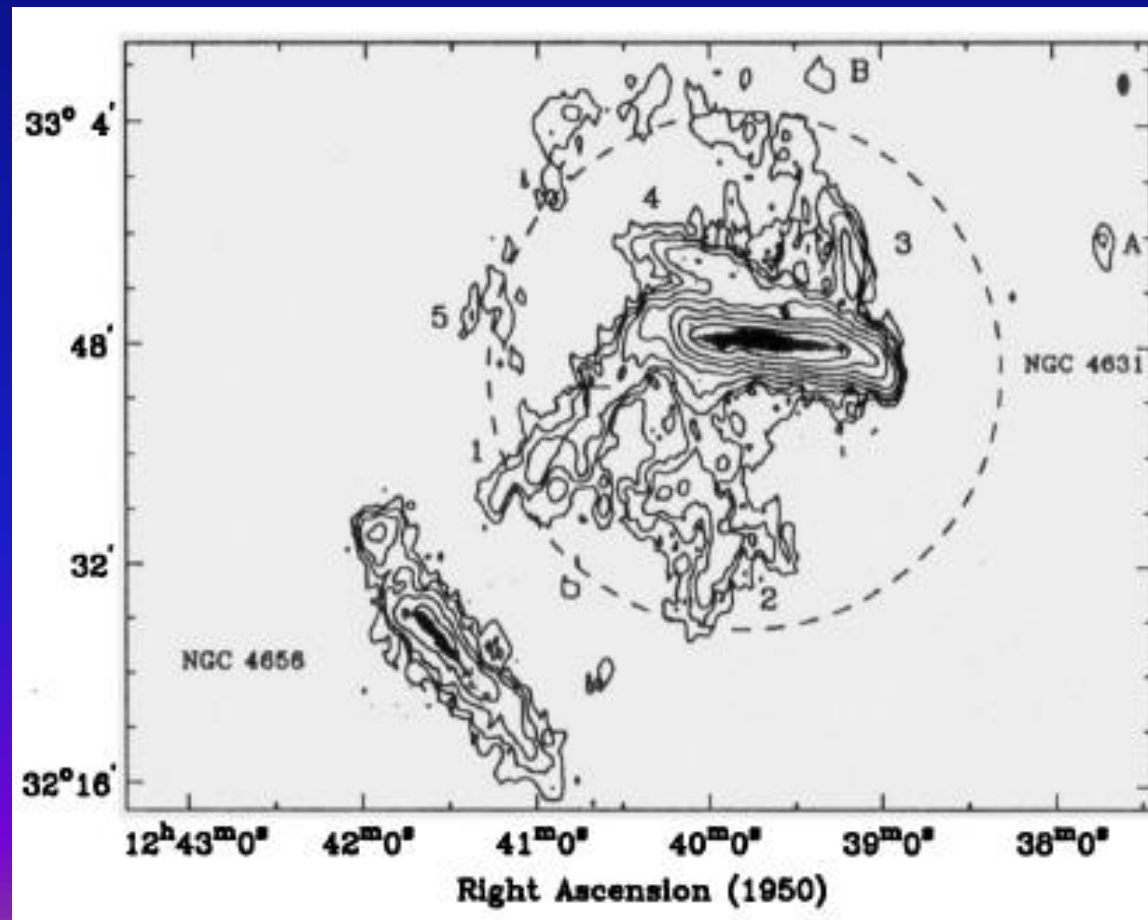 B
33° 4'
4
3
A
5
48'
NGC 4631
1
32'
2
NGC 4656
32°16'
12ʰ43ᵐ0ˢ 42ᵐ0ˢ 41ᵐ0ˢ 40ᵐ0ˢ 39ᵐ0ˢ 38ᵐ0ˢ
Right Ascension (1950)